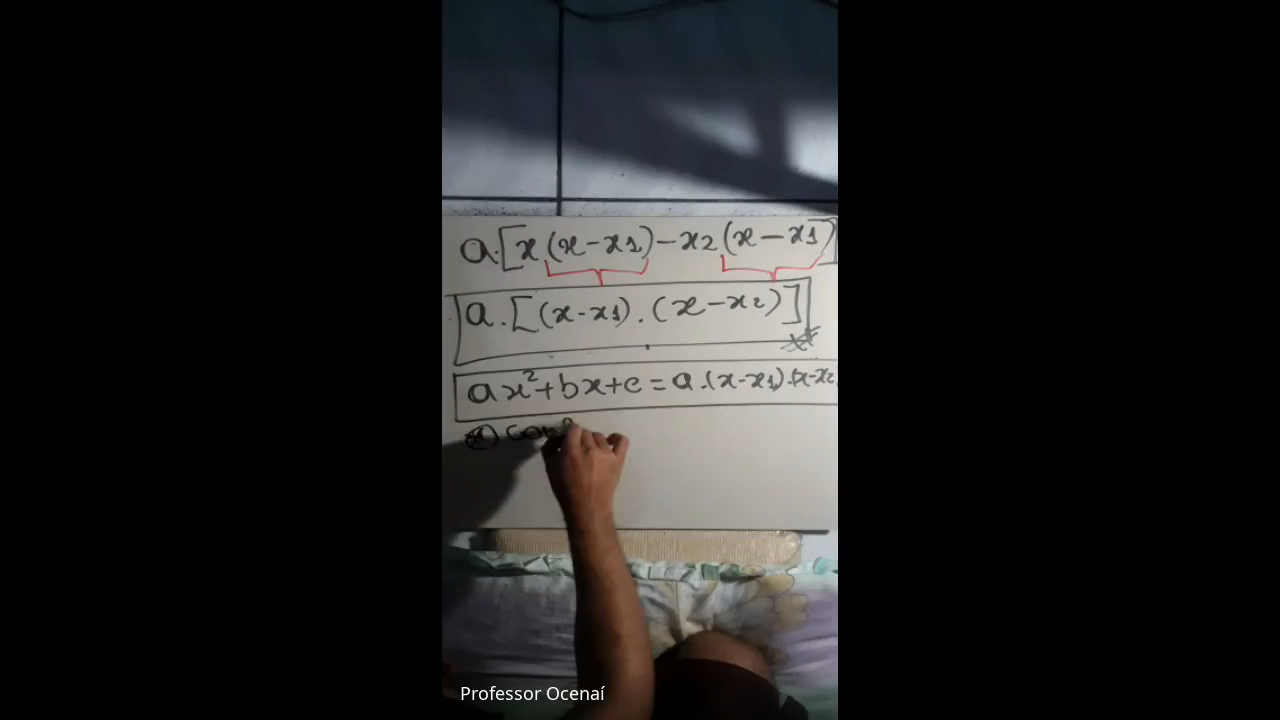 a.[x.(x-x1)-x2(x-x1)]
a.[(x-x1).(x-x2)]
ax²+bx+c=a.(x-x1).(x-x2
Professor Ocenaí